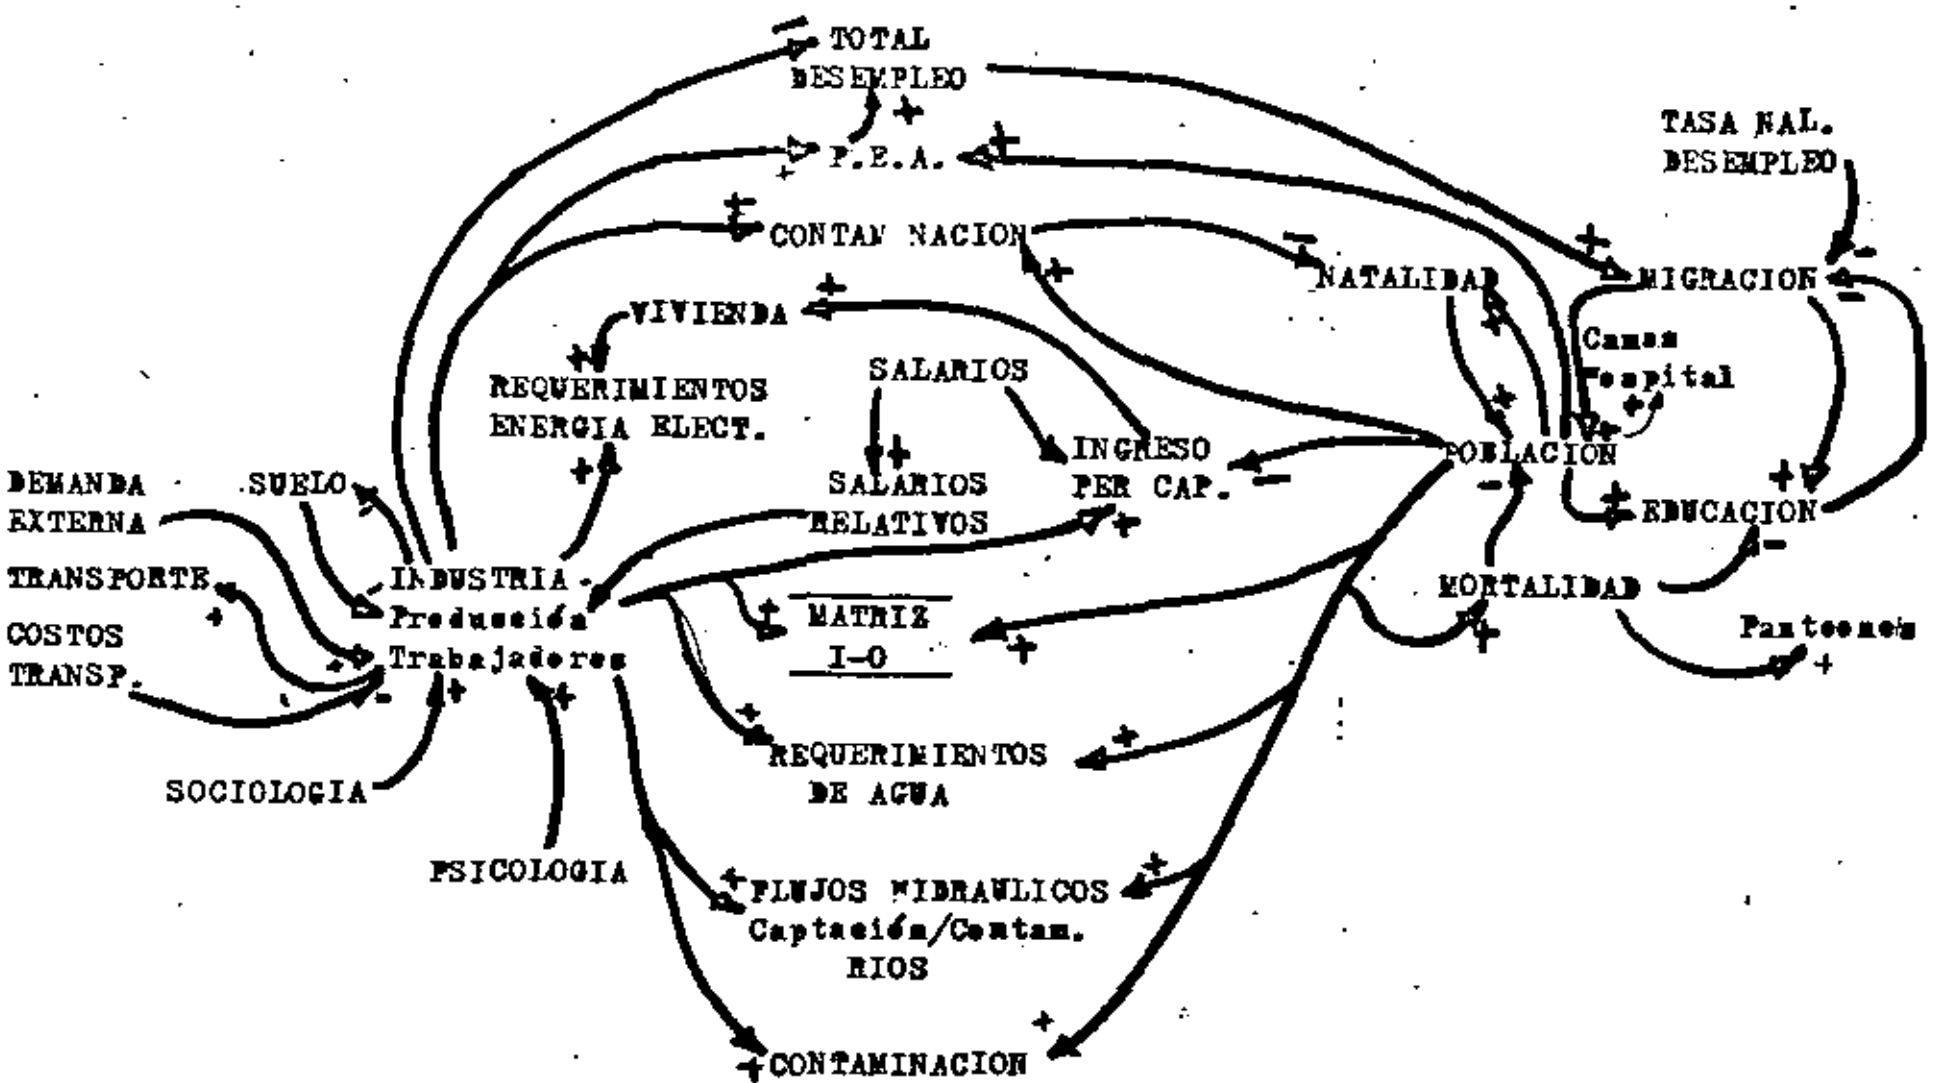 TOTAL
DESEMPLEO
P.E.A.
TASA NAL.
DESEMPLEO
CONTAMINACION
NATALIDAD
MIGRACION
VIVIENDA
Camas
Hospital
REQUERIMIENTOS
ENERGIA ELECT.
SALARIOS
INGRESO
PER CAP.
POBLACION
DEMANDA
EXTERNA
SUELO
SALARIOS
RELATIVOS
EDUCACION
TRANSPORTE
INDUSTRIA
Producción
Trabajadores
MATRIZ
I-O
MORTALIDAD
Panteones
COSTOS
TRANSP.
REQUERIMIENTOS
DE AGUA
SOCIOLOGIA
PSICOLOGIA
FLUJOS HIDRAULICOS
Captación/Contam.
RIOS
CONTAMINACION